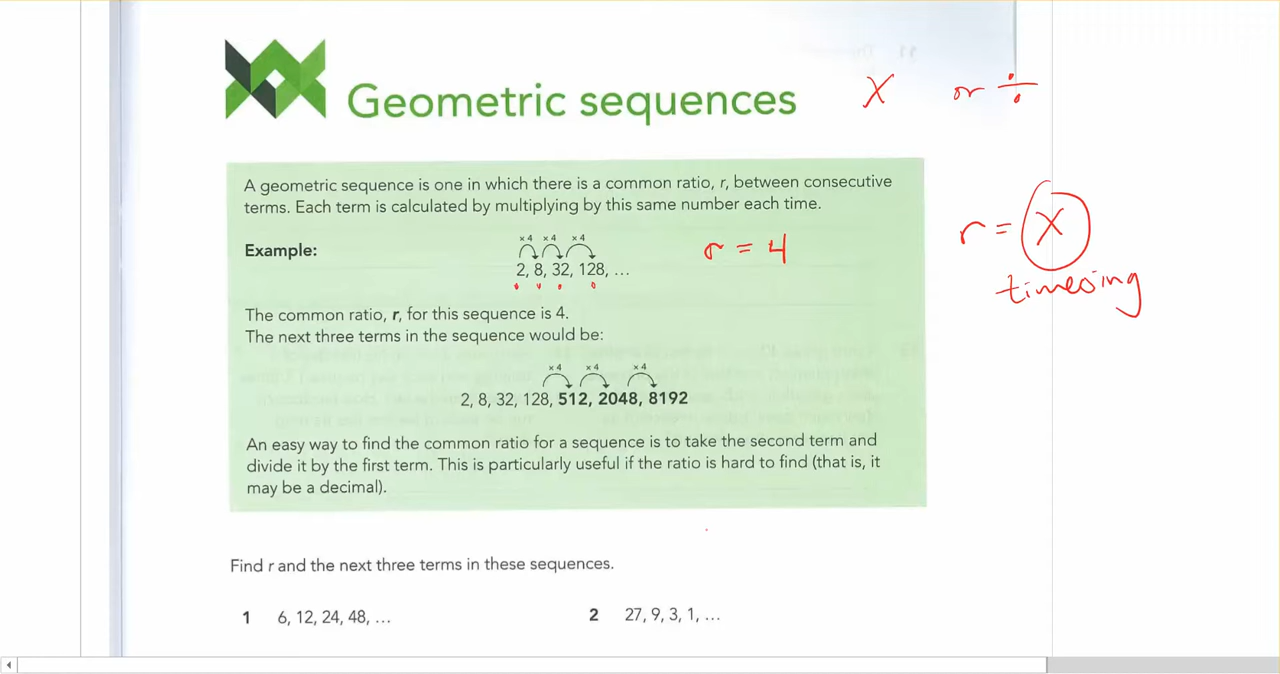 Geometric sequences
X or ÷
A geometric sequence is one in which there is a common ratio, r, between consecutive
terms. Each term is calculated by multiplying by this same number each time.
Example:
×4 ×4 ×4
2, 8, 32, 128, ...
r = 4
r = X
timesing
The common ratio, r, for this sequence is 4.
The next three terms in the sequence would be:
×4 ×4 ×4
2, 8, 32, 128, 512, 2048, 8192
An easy way to find the common ratio for a sequence is to take the second term and
divide it by the first term. This is particularly useful if the ratio is hard to find (that is, it
may be a decimal).
Find r and the next three terms in these sequences.
1 6, 12, 24, 48, ...
2 27, 9, 3, 1, ...